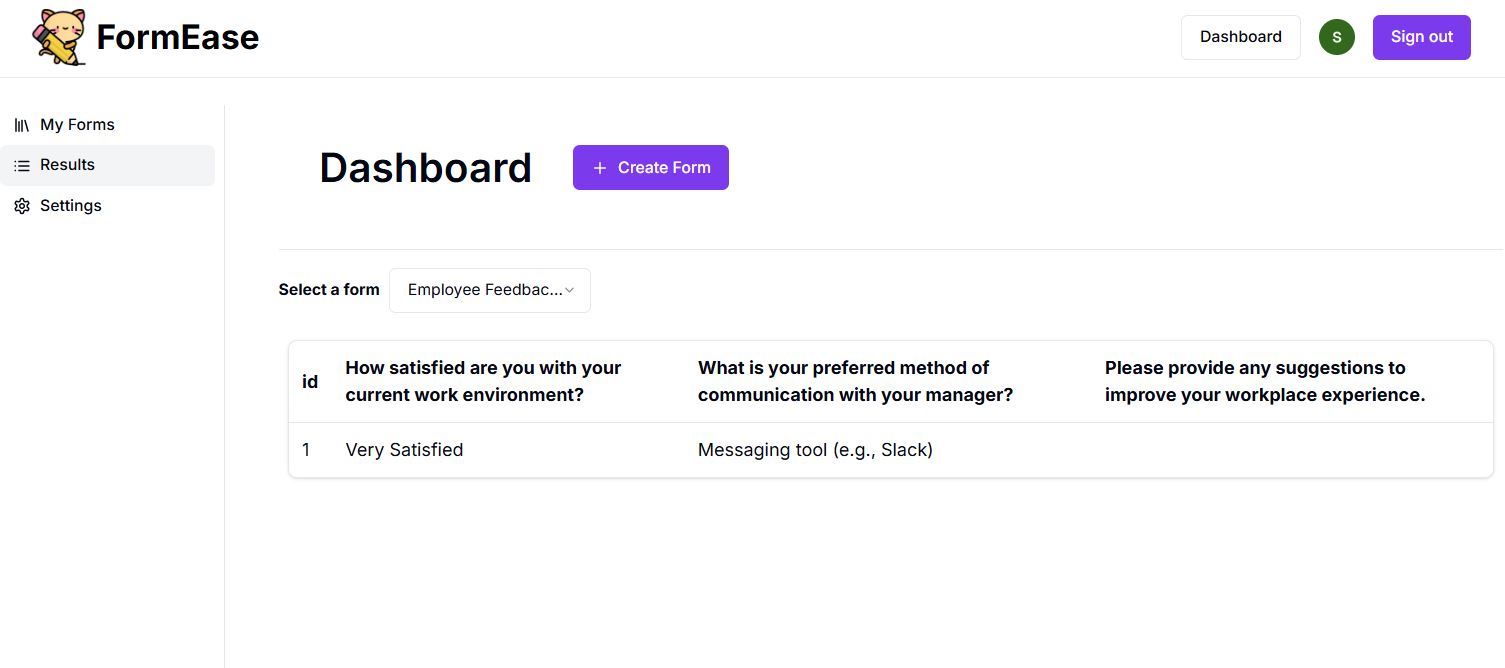 FormEase
Dashboard
S
Sign out
My Forms
Results
Settings
Dashboard
Create Form
Select a form
Employee Feedbac...
id
How satisfied are you with your
current work environment?
What is your preferred method of
communication with your manager?
Please provide any suggestions to
improve your workplace experience.
1
Very Satisfied
Messaging tool (e.g., Slack)